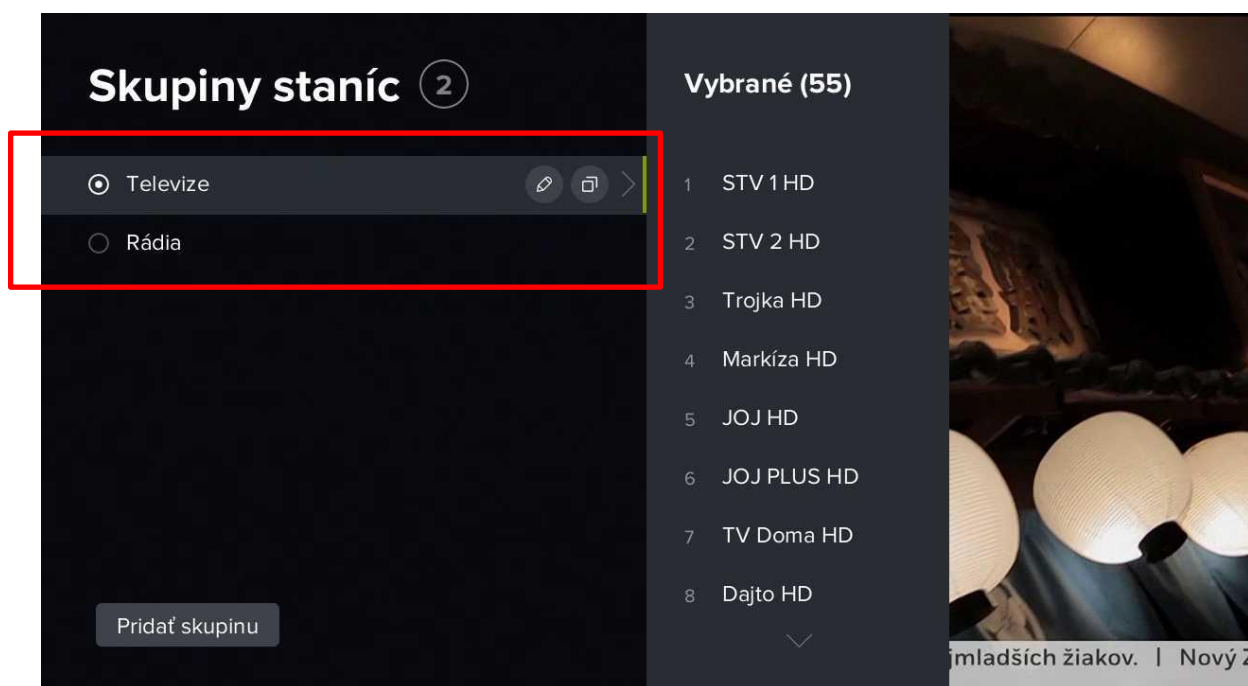 Skupiny staníc 2
Televize
Rádia
Pridať skupinu
Vybrané (55)
1 STV 1 HD
2 STV 2 HD
3 Trojka HD
4 Markíza HD
5 JOJ HD
6 JOJ PLUS HD
7 TV Doma HD
8 Dajto HD
jmladších žiakov. | Nový